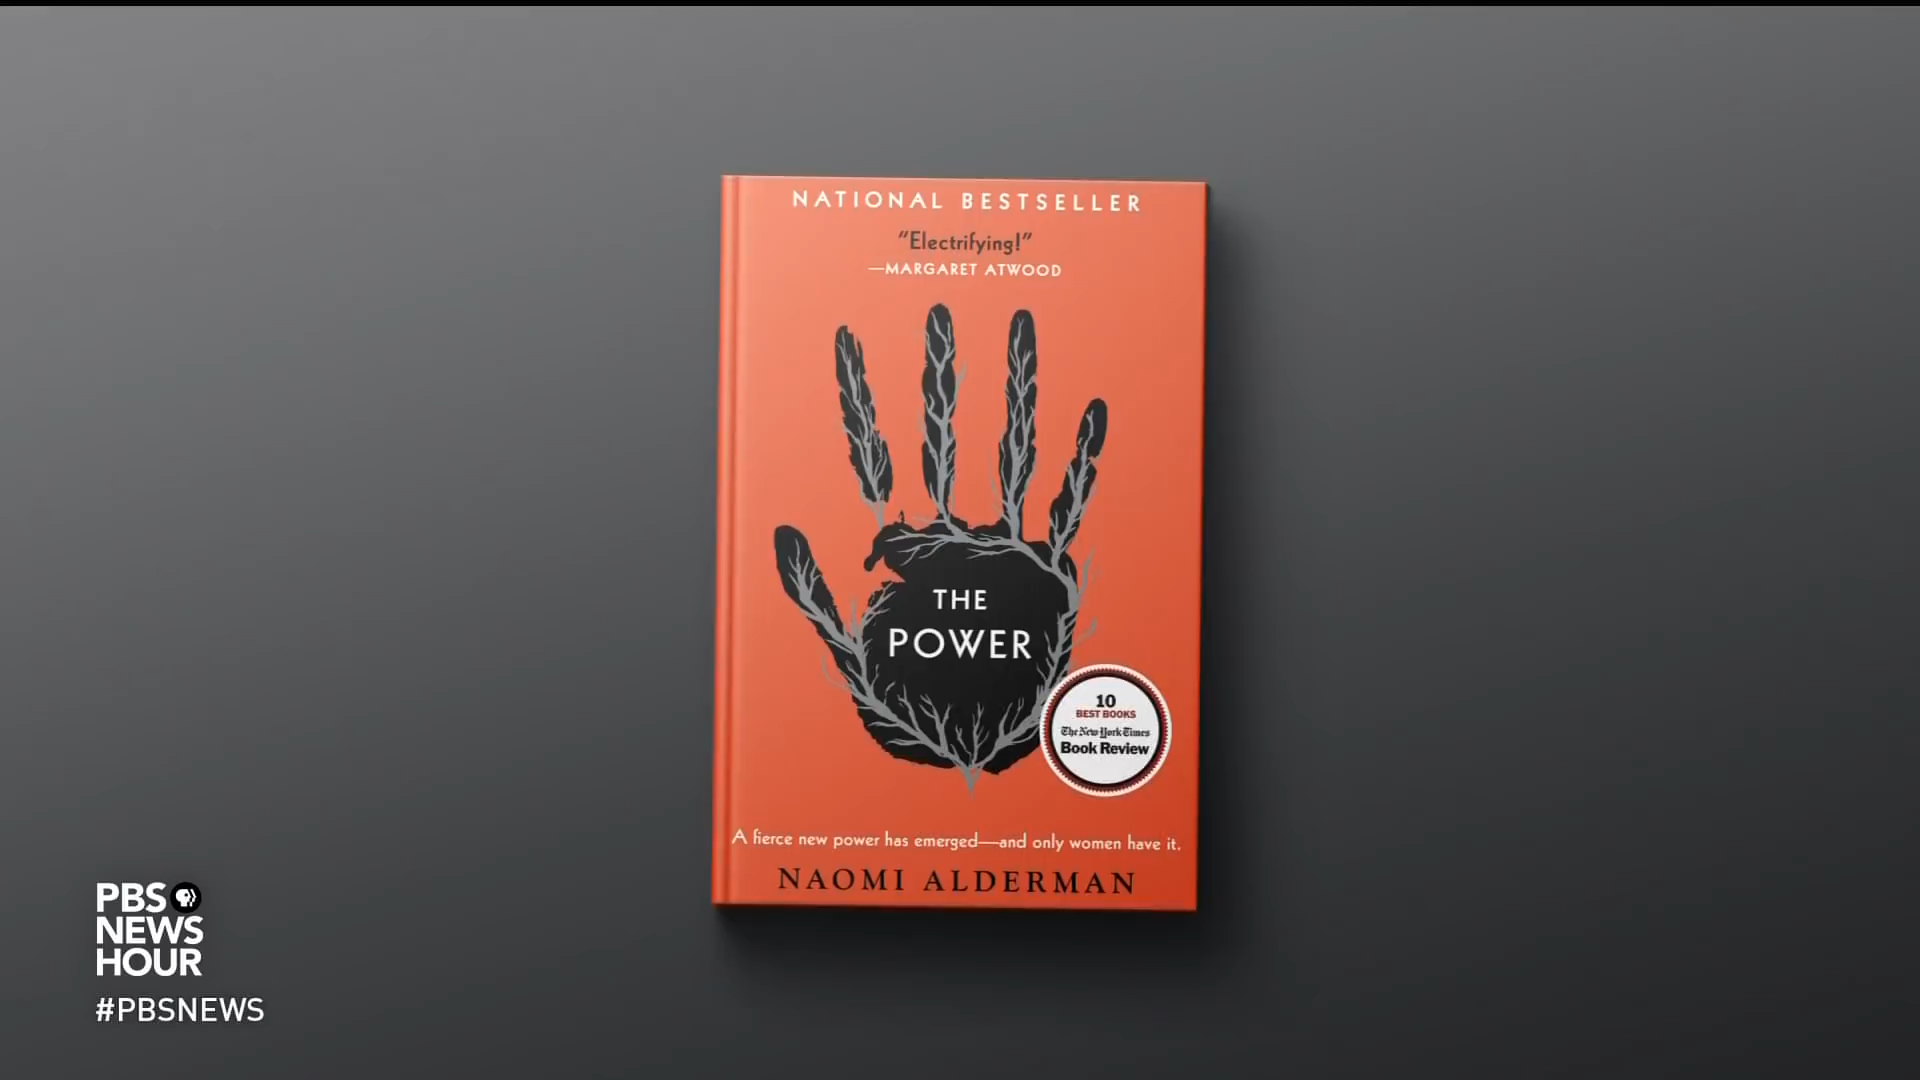 NATIONAL BESTSELLER
“Electrifying!”
—MARGARET ATWOOD
THE
POWER
10
BEST BOOKS
The New York Times
Book Review
A fierce new power has emerged—and only women have it.
NAOMI ALDERMAN
PBS
NEWS
HOUR
#PBSNEWS